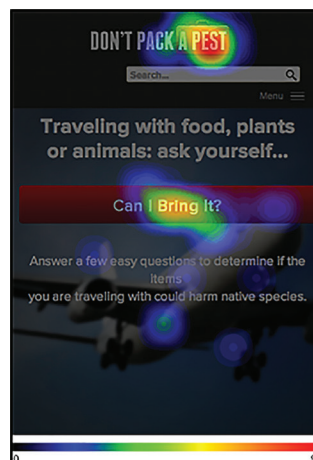 DON'T PACK A PEST
Search...
Menu
Traveling with food, plants
or animals: ask yourself...
Can I Bring It?
Answer a few easy questions to determine if the
items
you are traveling with could harm native species.
0